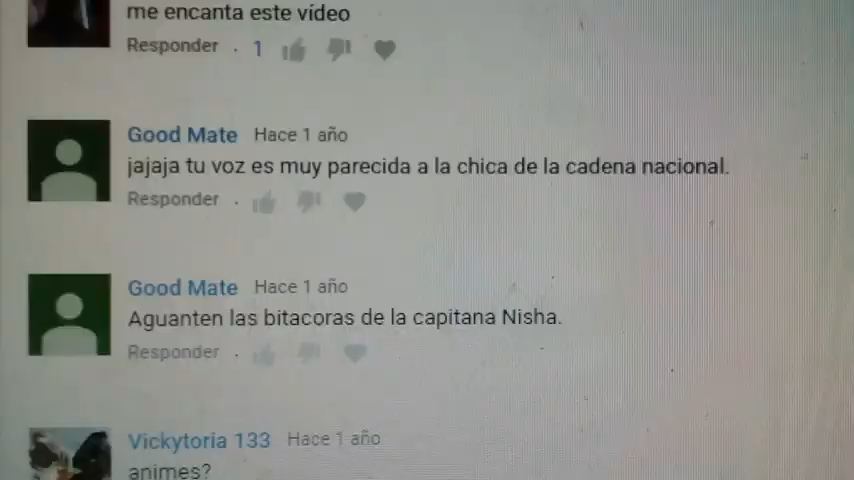 me encanta este vídeo
Responder · 1
Good Mate Hace 1 año
jajaja tu voz es muy parecida a la chica de la cadena nacional.
Responder ·
Good Mate Hace 1 año
Aguanten las bitacoras de la capitana Nisha.
Responder ·
Vickytoria 133 Hace 1 año
animes?